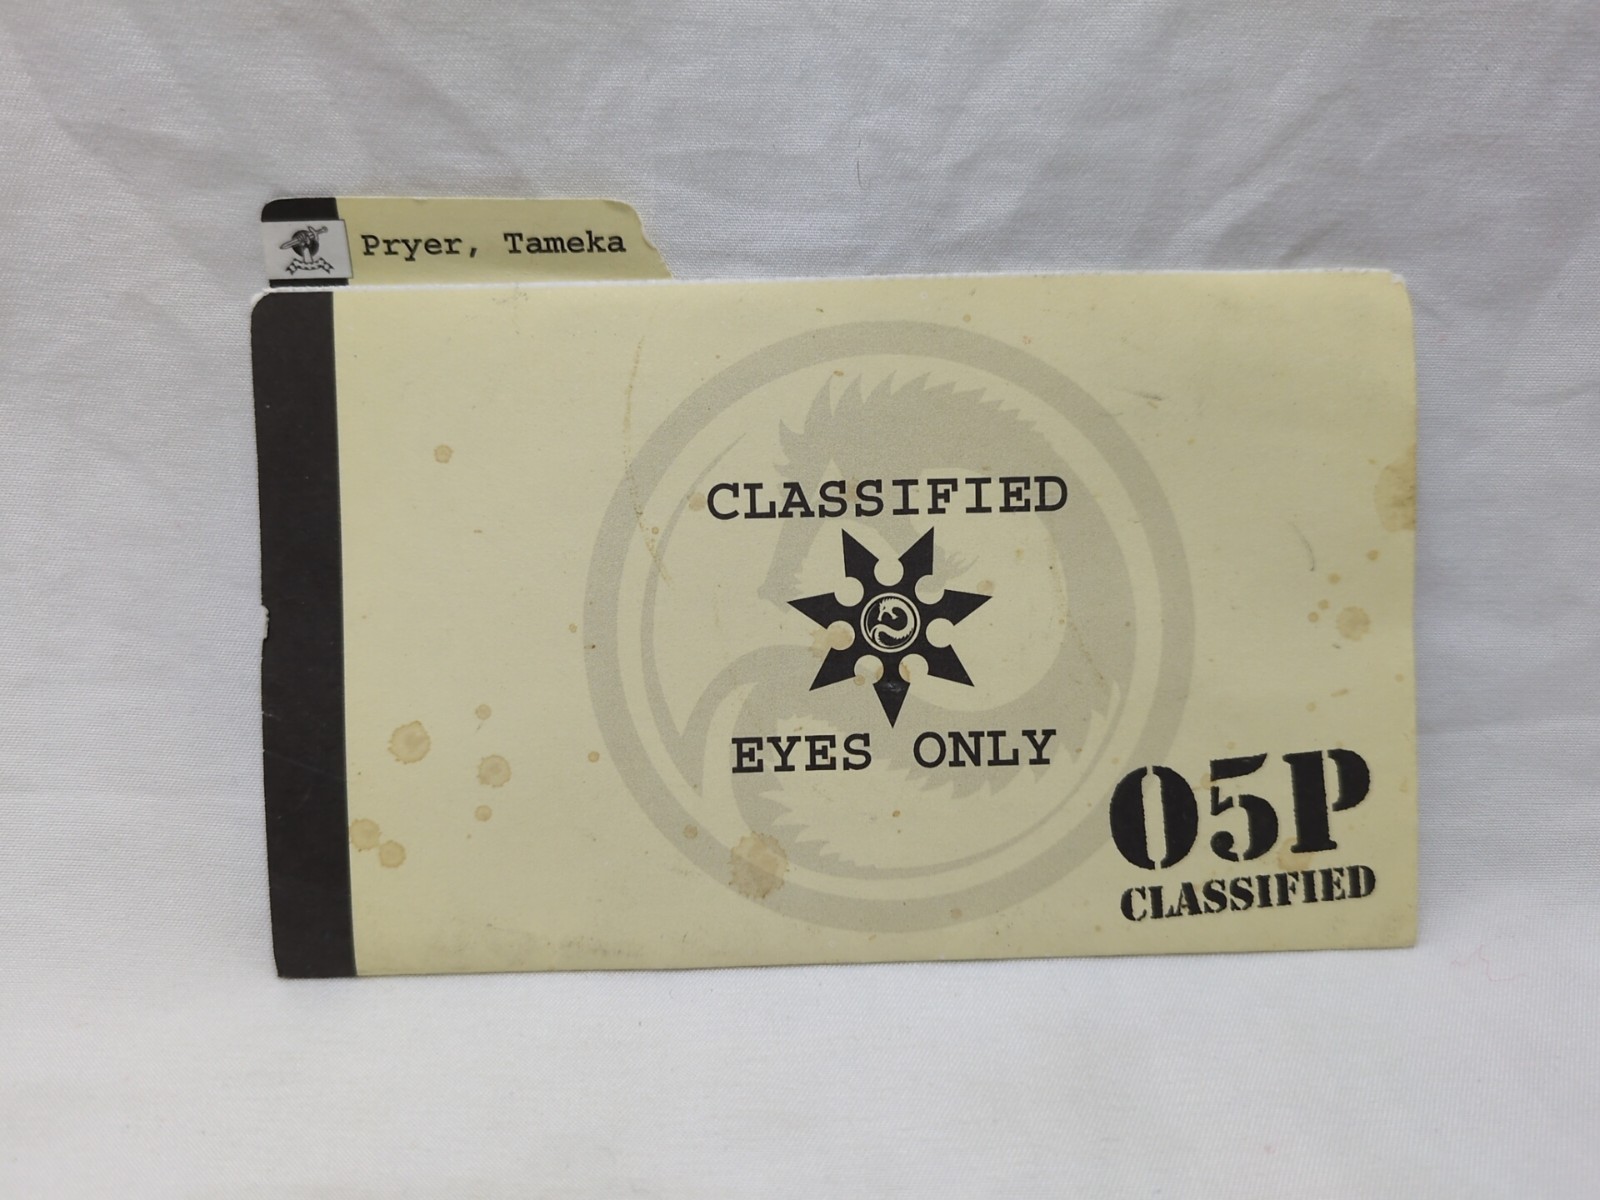 Pryer, Tameka
CLASSIFIED
EYES ONLY
05P
CLASSIFIED